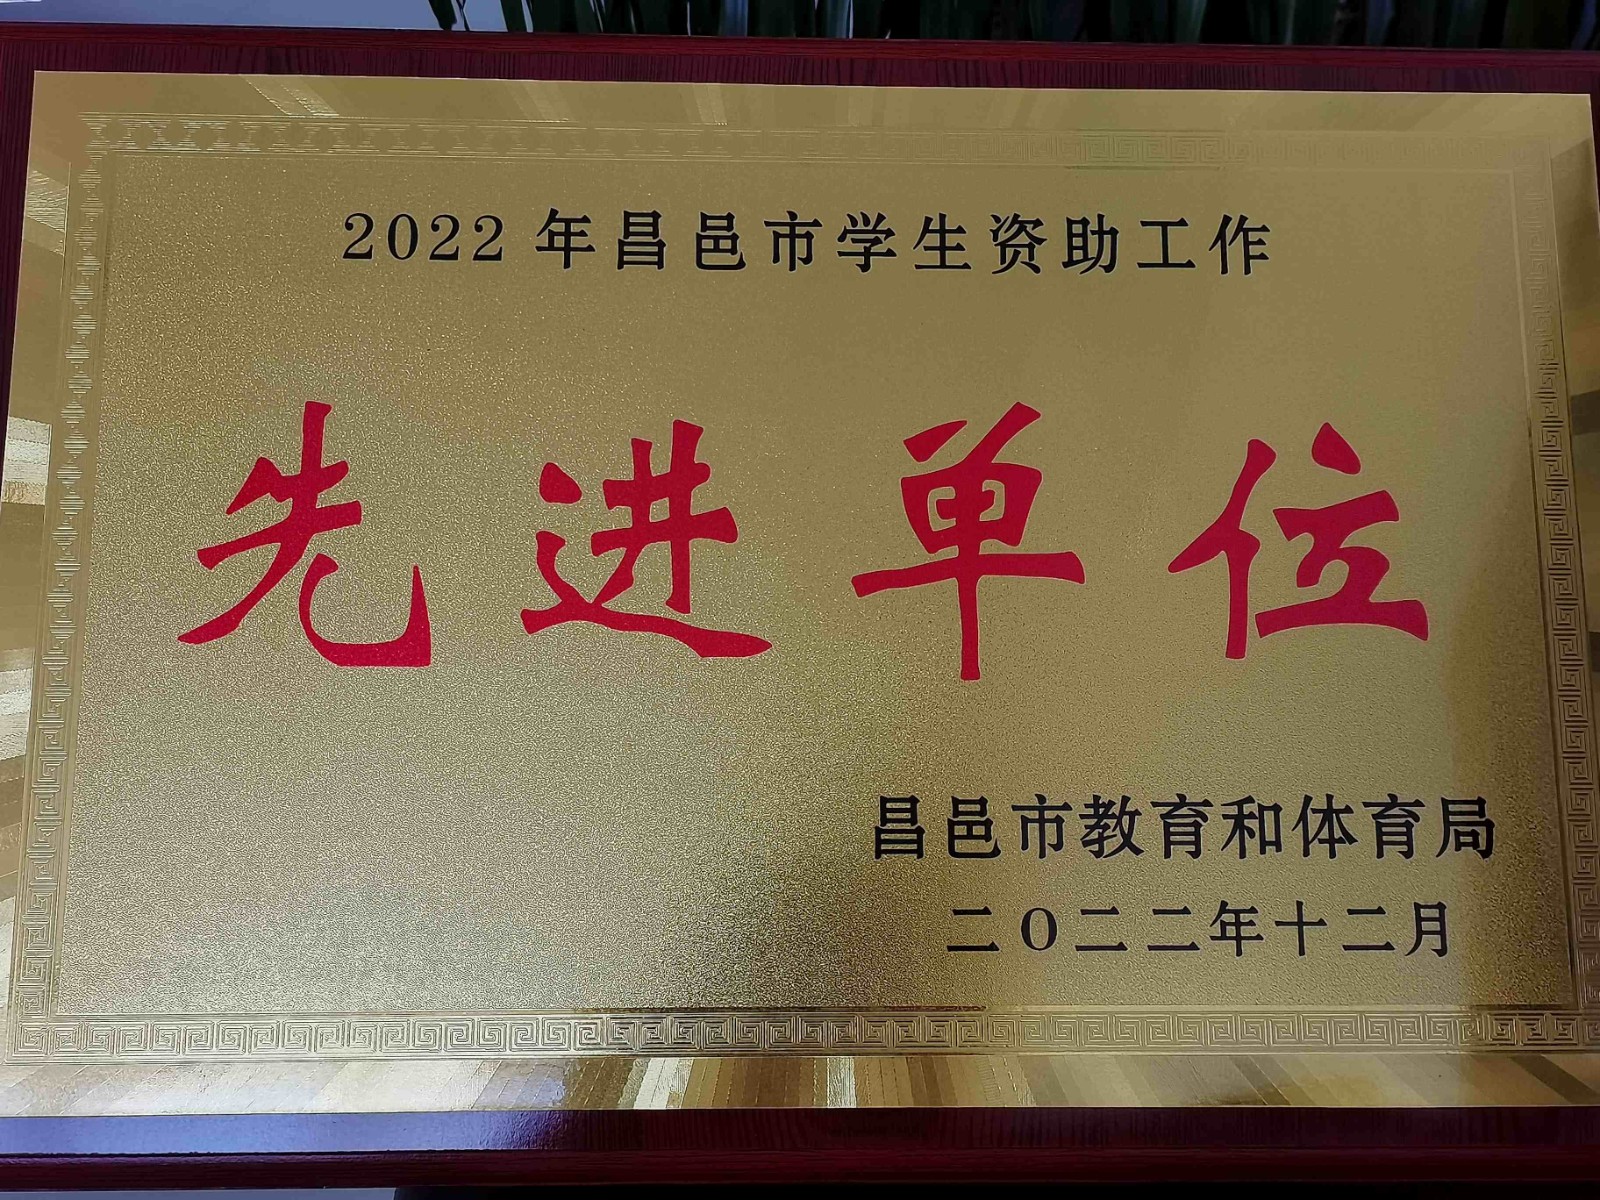 2022年昌邑市学生资助工作
先进单位
昌邑市教育和体育局
二〇二二年十二月